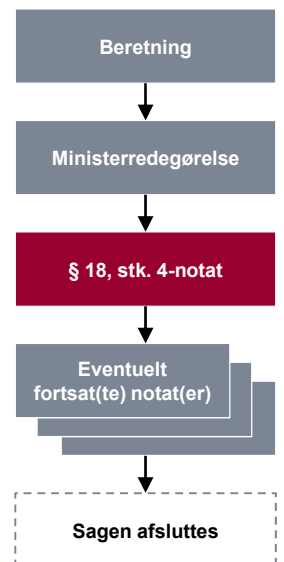 Beretning
Ministerredegørelse
§ 18, stk. 4-notat
Eventuelt
fortsat(te) notat(er)
Sagen afsluttes